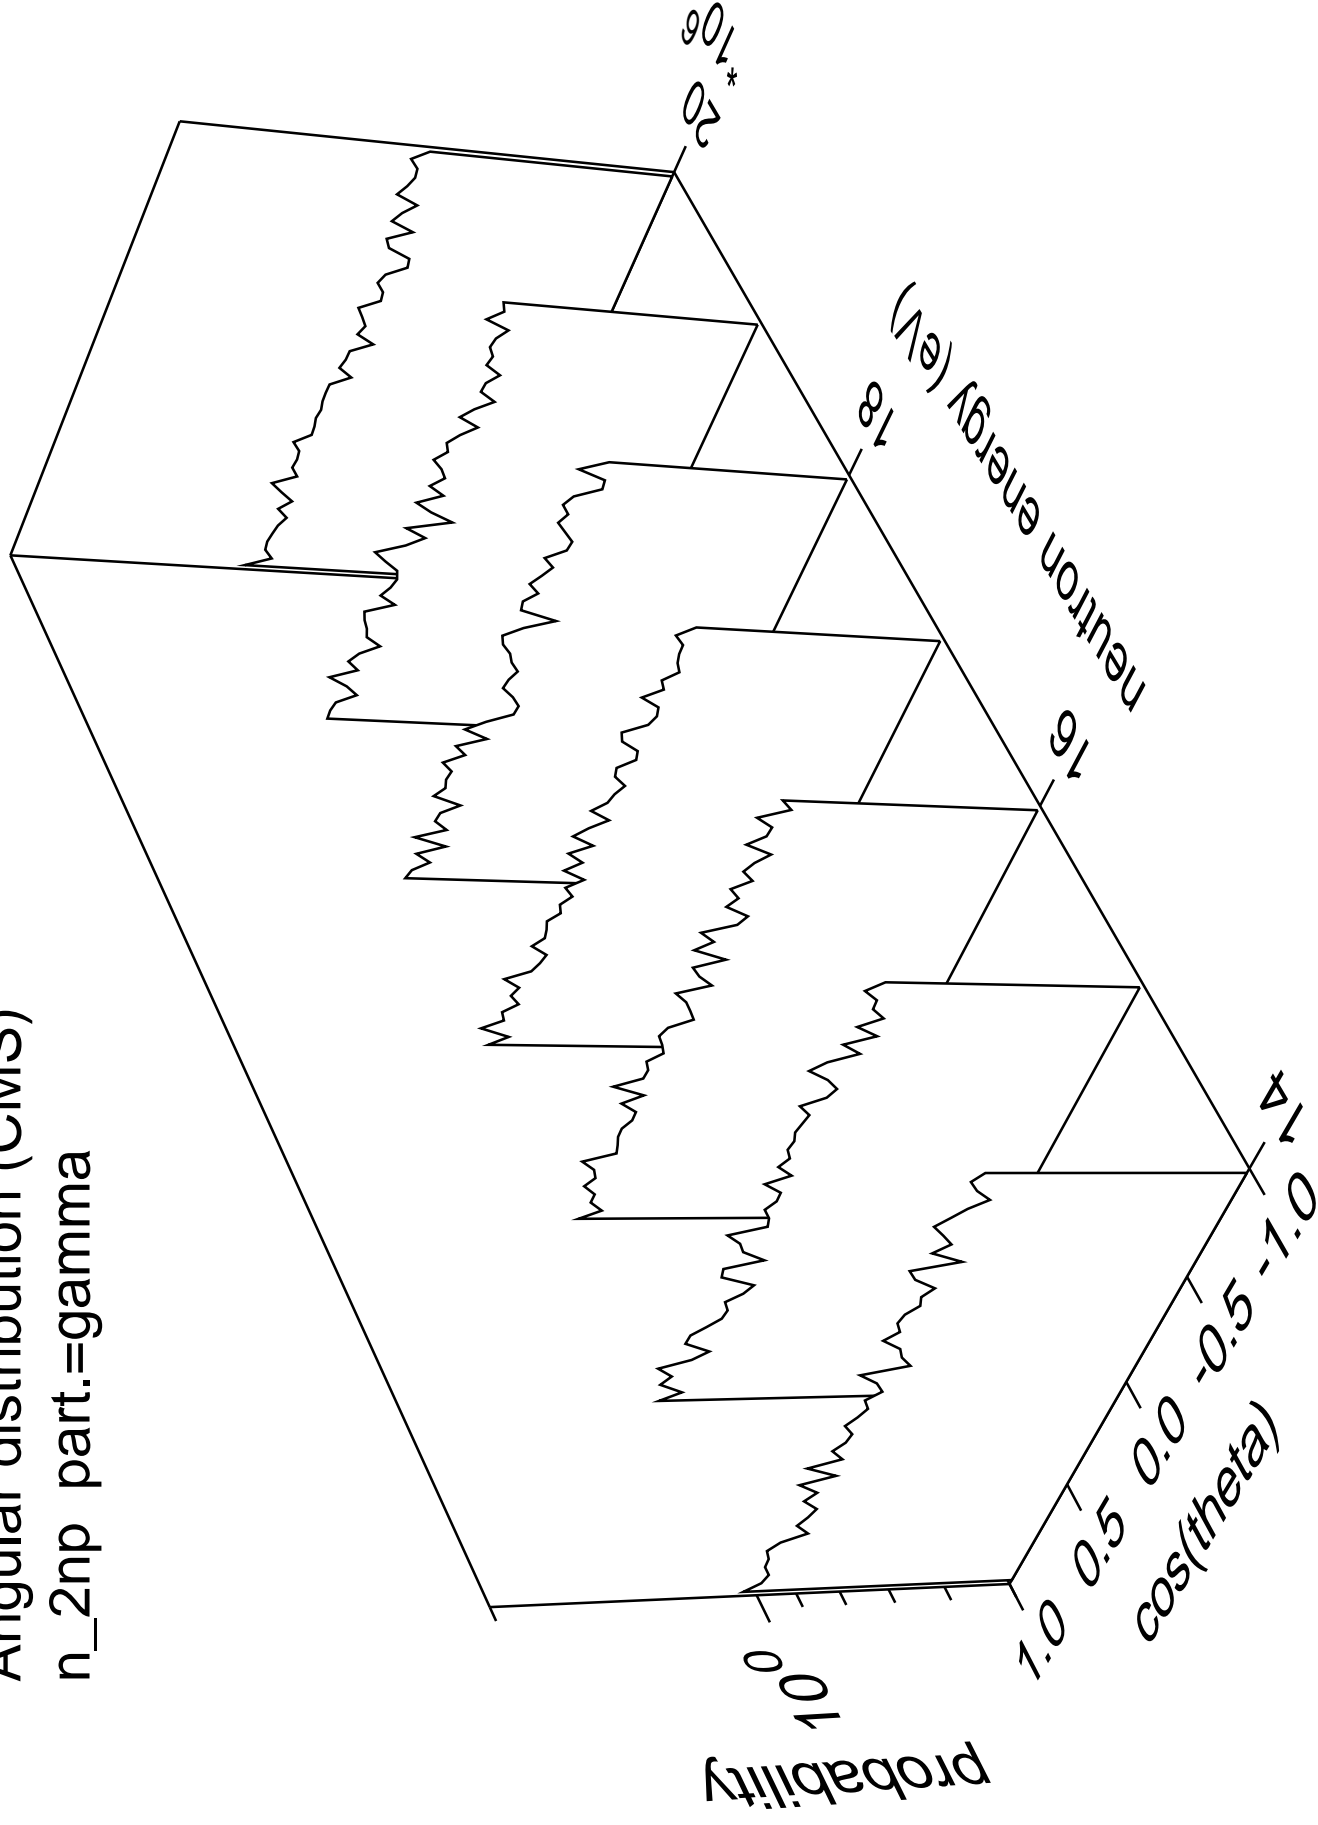 Angular distribution (CMS)
n_2np part.=gamma
probability
10^0
1.0 0.5 0.0 -0.5 -1.0
cos(theta)
14 16 18 20
*10^6
neutron energy (eV)